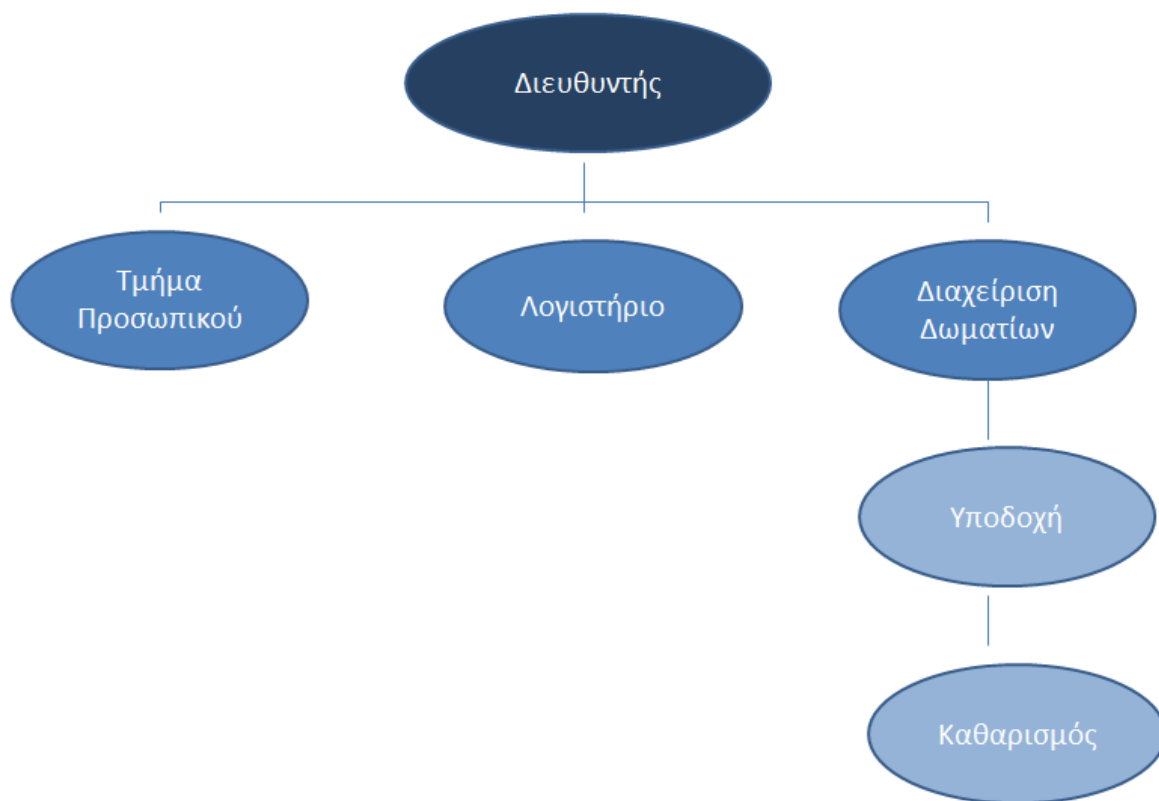 Διευθυντής
Τμήμα
Προσωπικού
Λογιστήριο
Διαχείριση
Δωματίων
Υποδοχή
Καθαρισμός